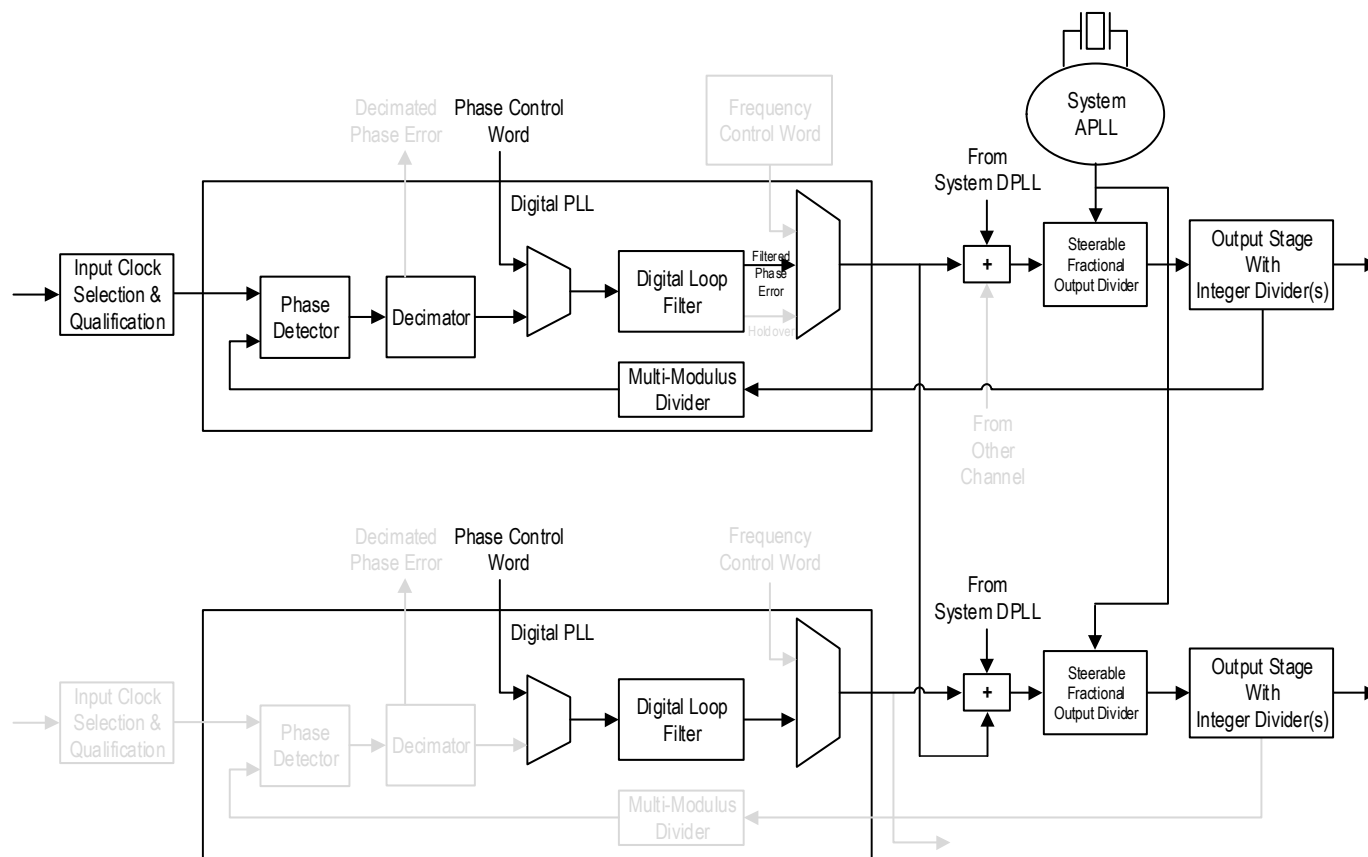 System
APLL
Decimated
Phase Error
Phase Control
Word
Frequency
Control Word
From
System DPLL
Digital PLL
Input Clock
Selection &
Qualification
Phase
Detector
Decimator
Digital Loop
Filter
Filtered
Phase
Error
Holdover
+
Steerable
Fractional
Output Divider
Output Stage
With
Integer Divider(s)
Multi-Modulus
Divider
From
Other
Channel
Decimated
Phase Error
Phase Control
Word
Frequency
Control Word
From
System DPLL
Digital PLL
Input Clock
Selection &
Qualification
Phase
Detector
Decimator
Digital Loop
Filter
+
Steerable
Fractional
Output Divider
Output Stage
With
Integer Divider(s)
Multi-Modulus
Divider